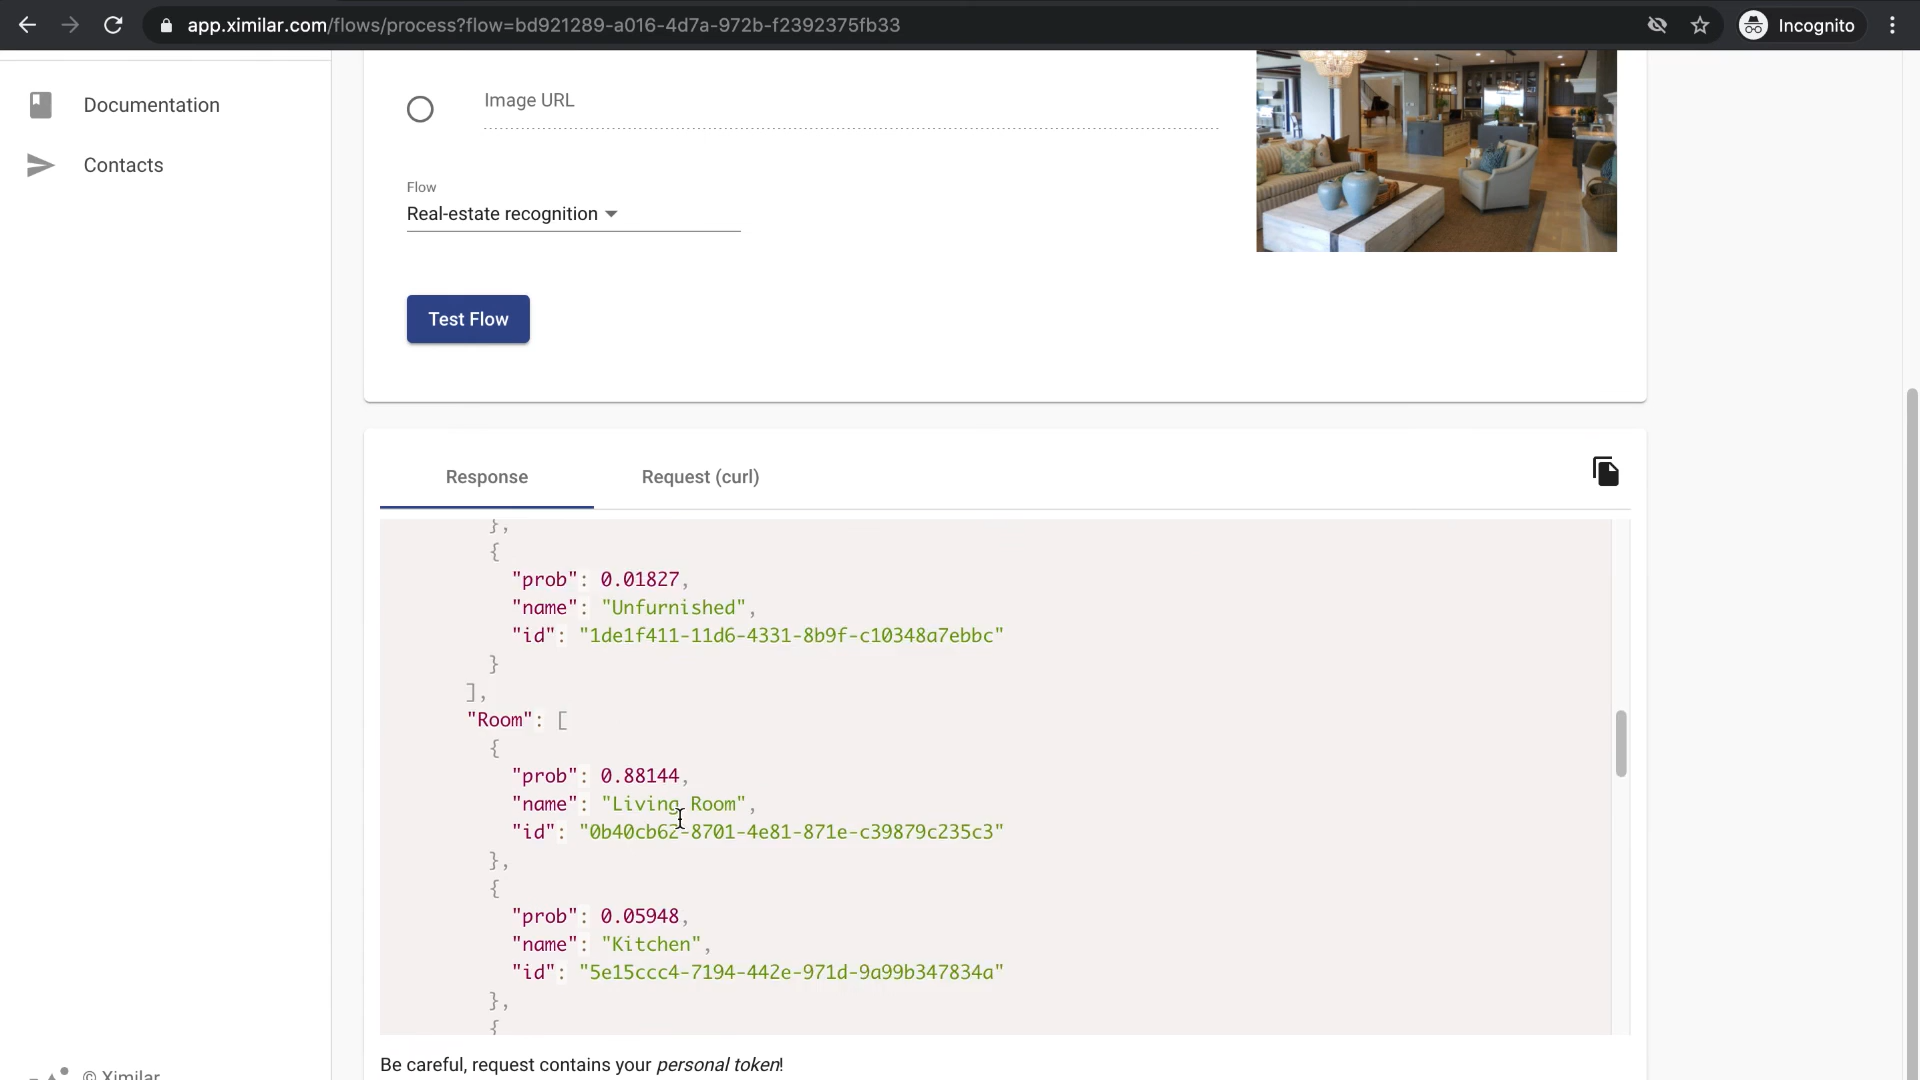 app.ximilar.com/flows/process?flow=bd921289-a016-4d7a-972b-f2392375fb33
Incognito
Documentation
Contacts
Image URL
Flow
Real-estate recognition
Test Flow
Response
Request (curl)
},
{
"prob": 0.01827,
"name": "Unfurnished",
"id": "1de1f411-11d6-4331-8b9f-c10348a7ebbc"
}
],
"Room": [
{
"prob": 0.88144,
"name": "Living Room",
"id": "0b40cb62-8701-4e81-871e-c39879c235c3"
},
{
"prob": 0.05948,
"name": "Kitchen",
"id": "5e15ccc4-7194-442e-971d-9a99b347834a"
},
{
Be careful, request contains your personal token!
© Ximilar